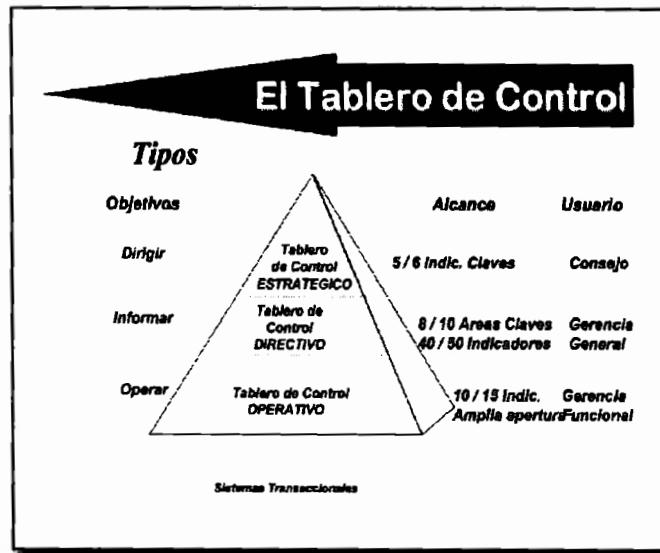 El Tablero de Control
Tipos
Objetivos Alcance Usuario
Dirigir Tablero de Control ESTRATEGICO 5 / 6 Indic. Claves Consejo
Informar Tablero de Control DIRECTIVO 8 / 10 Areas Claves Gerencia
40 / 50 Indicadores General
Operar Tablero de Control OPERATIVO 10 / 15 Indic. Gerencia
Amplia apertura Funcional
Sistemas Transaccionales